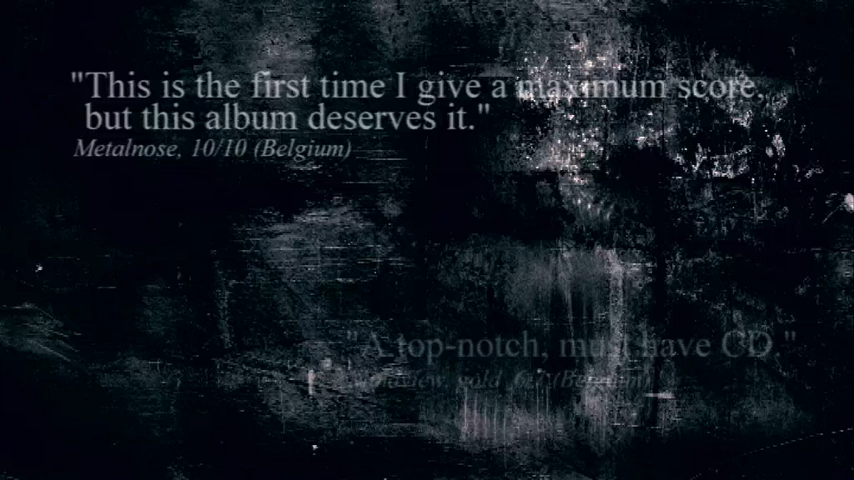 "This is the first time I give a maximum score,
but this album deserves it."
Metalnose, 10/10 (Belgium)
"A top-notch, must have CD."
gold (Belgium)